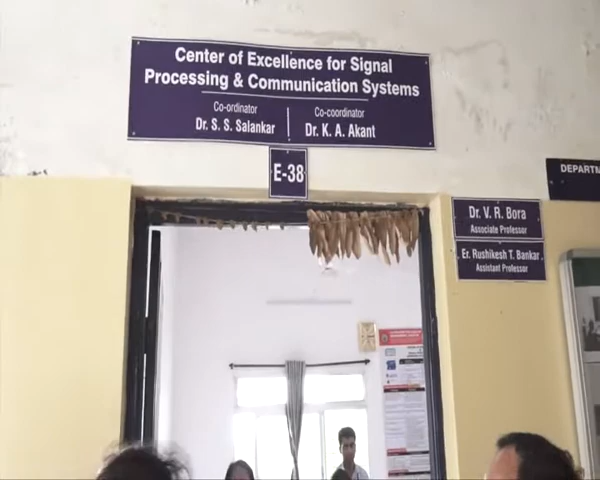 Center of Excellence for Signal
Processing & Communication Systems
Co-ordinator
Dr. S. S. Salankar
Co-coordinator
Dr. K. A. Akant
E-38
DEPARTM
Dr. V. R. Bora
Associate Professor
Er. Rushikesh T. Bankar
Assistant Professor